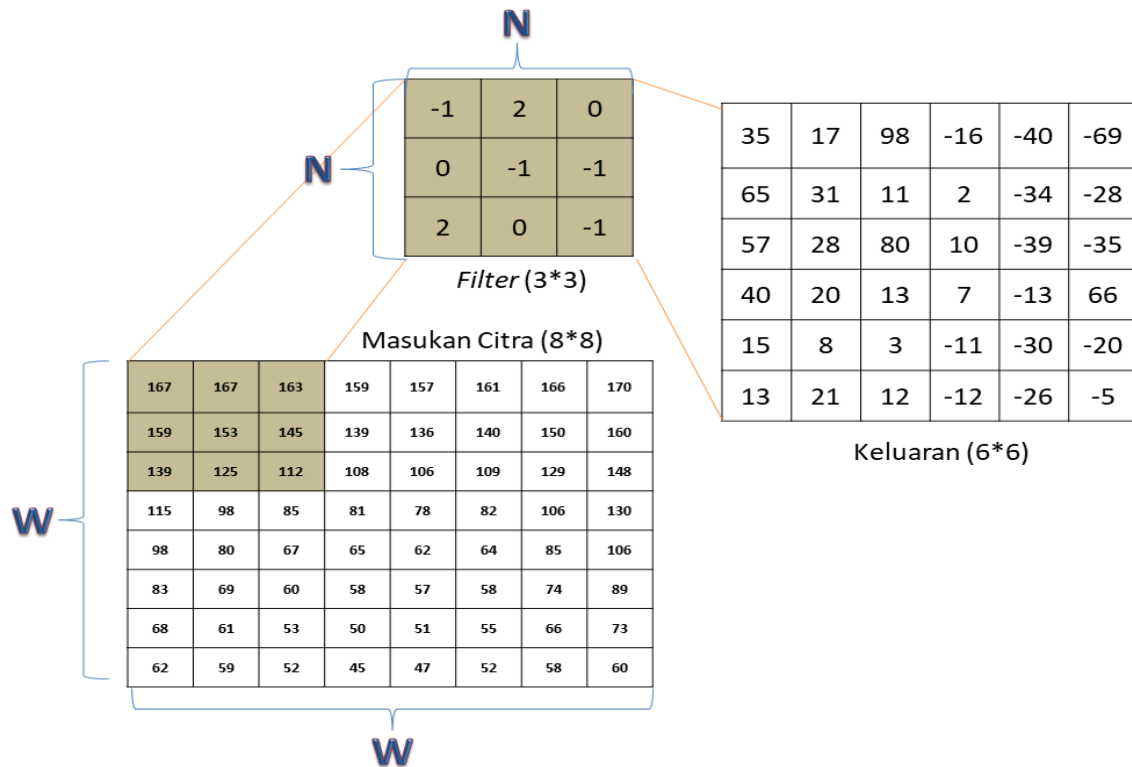 N
-1 2 0
N
0 -1 -1
2 0 -1
Filter (3*3)
35 17 98 -16 -40 -69
65 31 11 2 -34 -28
57 28 80 10 -39 -35
40 20 13 7 -13 66
15 8 3 -11 -30 -20
13 21 12 -12 -26 -5
Keluaran (6*6)
Masukan Citra (8*8)
167 167 163 159 157 161 166 170
159 153 145 139 136 140 150 160
139 125 112 108 106 109 129 148
W
115 98 85 81 78 82 106 130
98 80 67 65 62 64 85 106
83 69 60 58 57 58 74 89
68 61 53 50 51 55 66 73
62 59 52 45 47 52 58 60
W